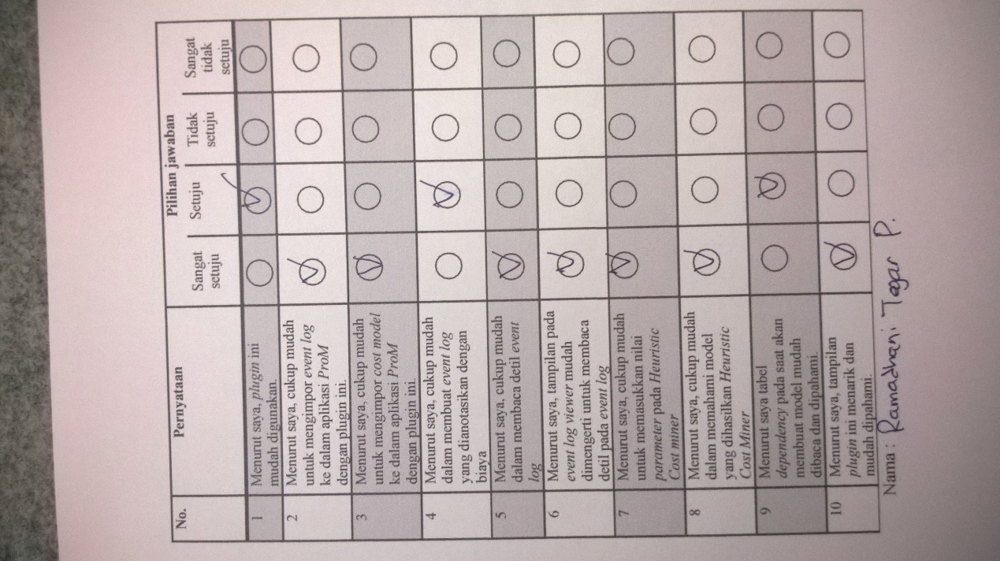 No.
Pernyataan
Pilihan jawaban
Sangat
setuju
Setuju
Tidak
setuju
Sangat
tidak
setuju
1
Menurut saya, plugin ini
mudah digunakan.
2
Menurut saya, cukup mudah
untuk mengimpor event log
ke dalam aplikasi ProM
dengan plugin ini.
3
Menurut saya, cukup mudah
untuk mengimpor cost model
ke dalam aplikasi ProM
dengan plugin ini.
4
Menurut saya, cukup mudah
dalam membuat event log
yang dianotasikan dengan
biaya
5
Menurut saya, cukup mudah
dalam membaca detil event
log
6
Menurut saya, tampilan pada
event log viewer mudah
dimengerti untuk membaca
detil pada event log
7
Menurut saya, cukup mudah
untuk memasukkan nilai
parameter pada Heuristic
Cost miner
8
Menurut saya, cukup mudah
dalam memahami model
yang dihasilkan Heuristic
Cost Miner
9
Menurut saya tabel
dependency pada saat akan
membuat model mudah
dibaca dan dipahami.
10
Menurut saya, tampilan
plugin ini menarik dan
mudah dipahami.
Nama : Ramadhani Tegar P.